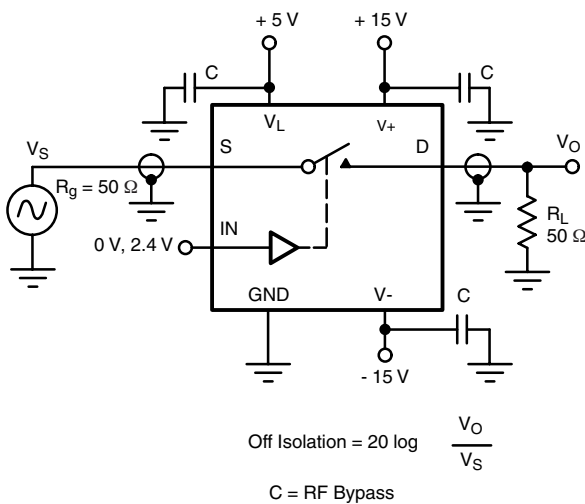 + 5 V
+ 15 V
C
C
V_L
V+
V_S
S
D
V_O
R_g = 50 Ω
R_L
50 Ω
IN
0 V, 2.4 V
GND
V-
C
- 15 V
Off Isolation = 20 log V_O / V_S
C = RF Bypass